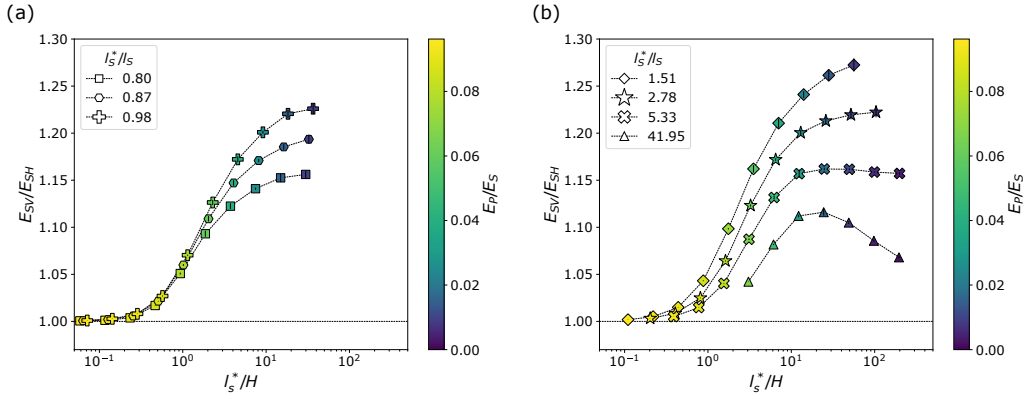 (a)
E_SV/E_SH
1.30
1.25
1.20
1.15
1.10
1.05
1.00
l_S^*/l_S
0.80
0.87
0.98
10^-1 10^0 10^1 10^2
l_s^*/H
0.08
0.06
0.04
0.02
0.00
E_P/E_S
(b)
E_SV/E_SH
1.30
1.25
1.20
1.15
1.10
1.05
1.00
l_S^*/l_S
1.51
2.78
5.33
41.95
10^-1 10^0 10^1 10^2
l_s^*/H
0.08
0.06
0.04
0.02
0.00
E_P/E_S